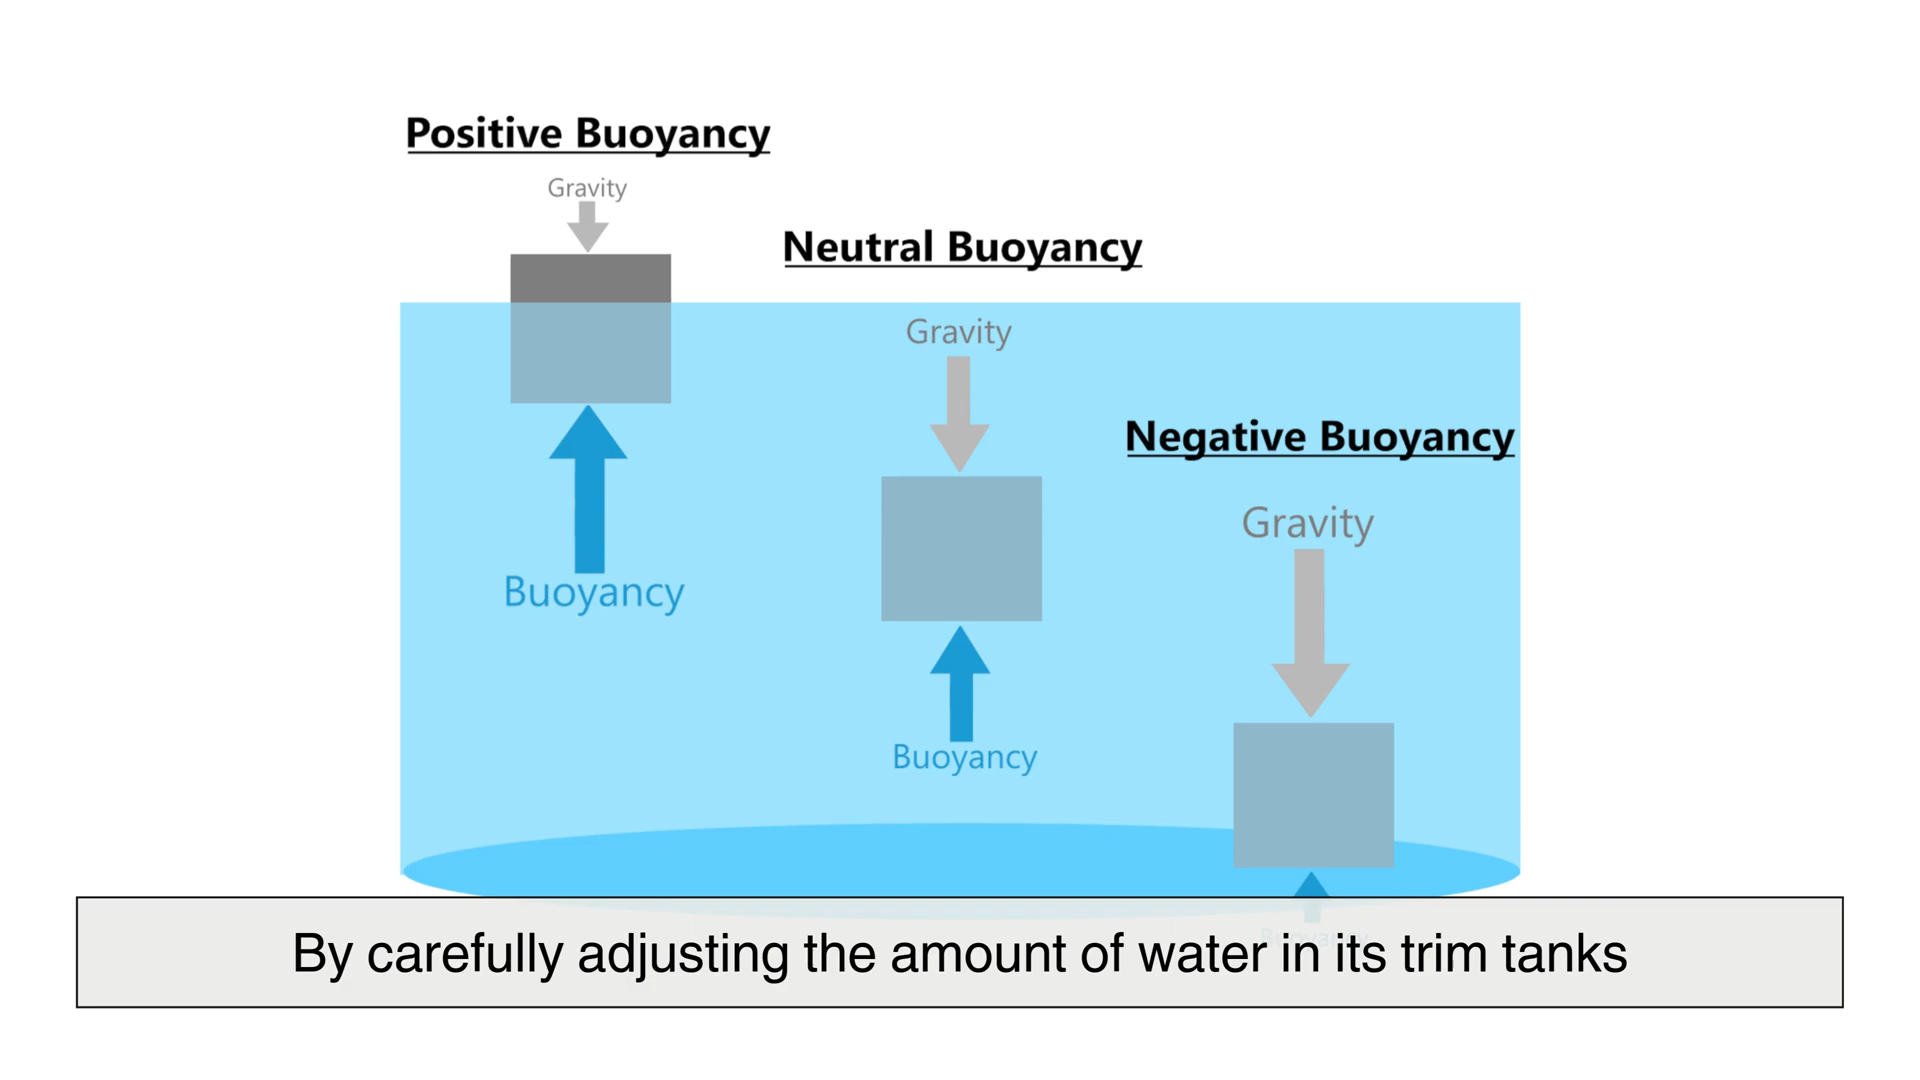 Positive Buoyancy
Gravity
Buoyancy
Neutral Buoyancy
Gravity
Buoyancy
Negative Buoyancy
Gravity
Buoyancy
By carefully adjusting the amount of water in its trim tanks